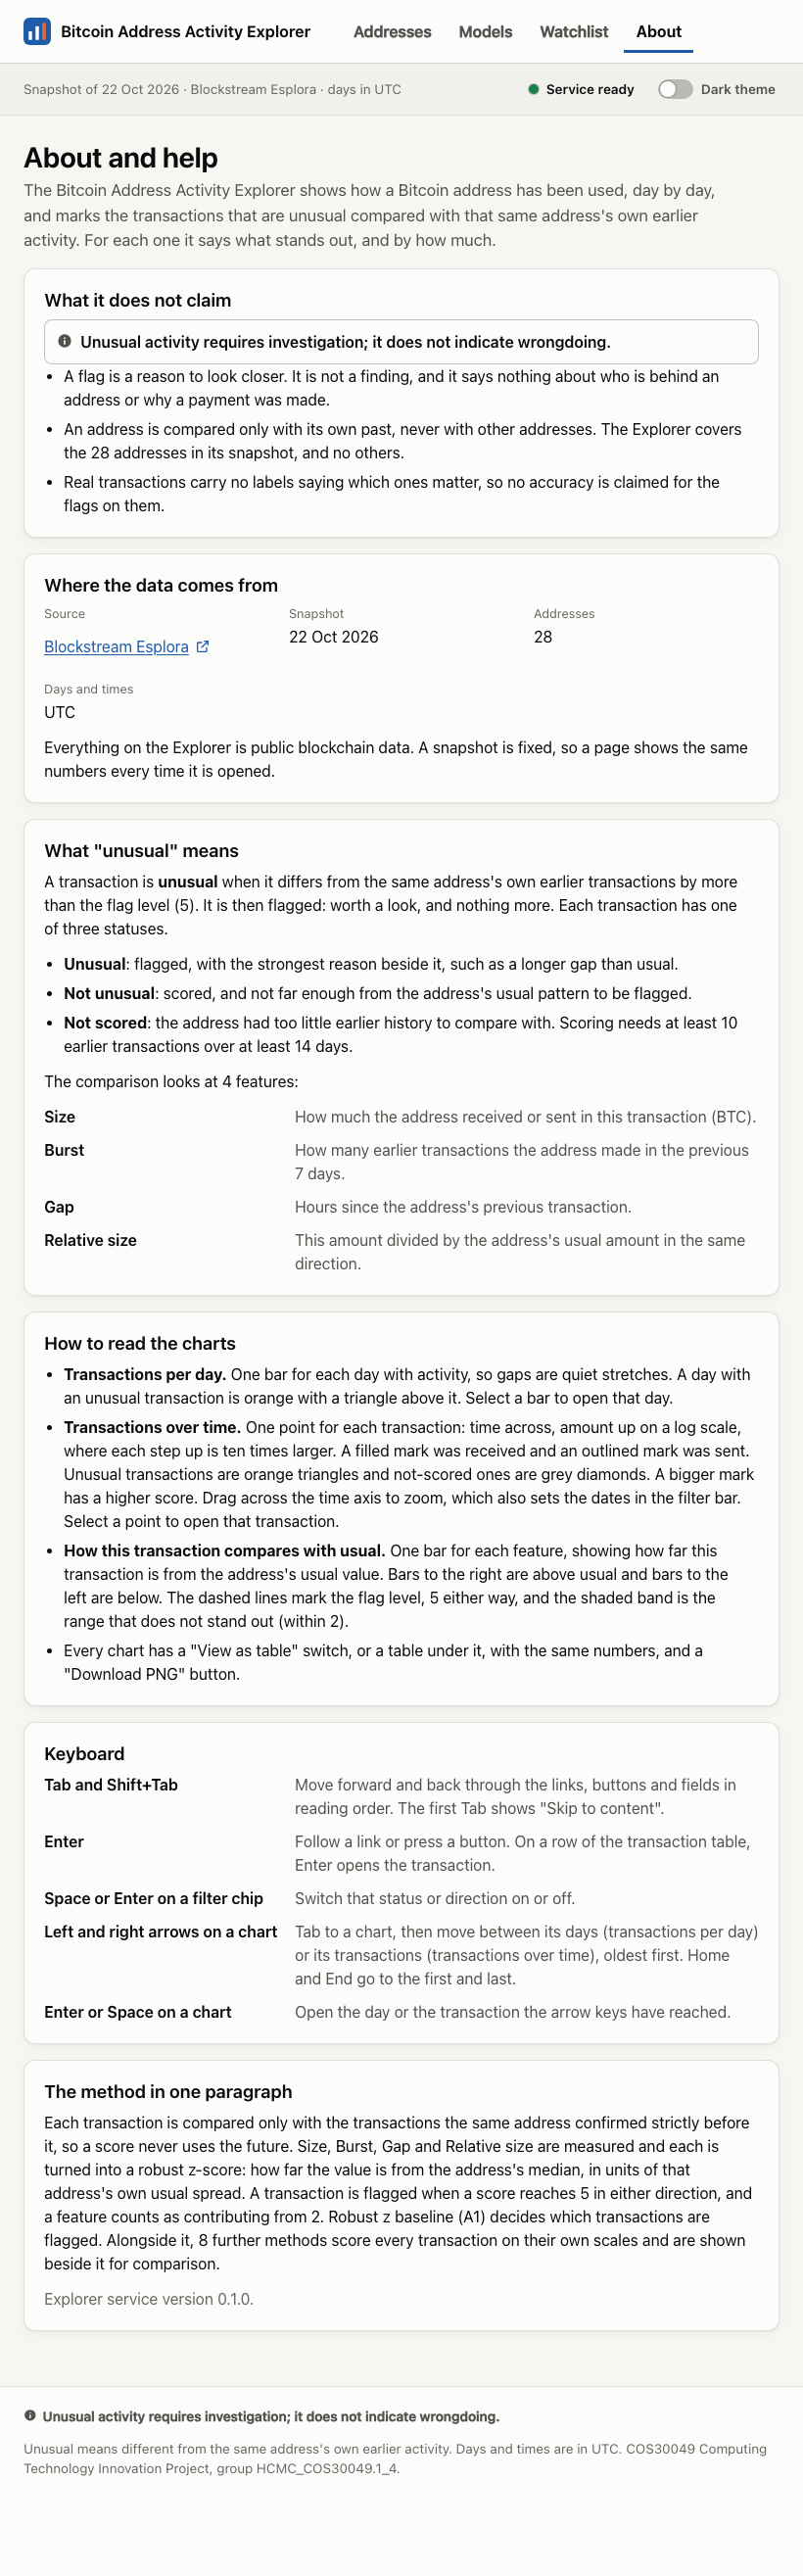 Bitcoin Address Activity Explorer
Addresses
Models
Watchlist
About
Snapshot of 22 Oct 2026 · Blockstream Esplora · days in UTC
Service ready
Dark theme
About and help
The Bitcoin Address Activity Explorer shows how a Bitcoin address has been used, day by day,
and marks the transactions that are unusual compared with that same address's own earlier
activity. For each one it says what stands out, and by how much.
What it does not claim
Unusual activity requires investigation; it does not indicate wrongdoing.
• A flag is a reason to look closer. It is not a finding, and it says nothing about who is behind an
address or why a payment was made.
• An address is compared only with its own past, never with other addresses. The Explorer covers
the 28 addresses in its snapshot, and no others.
• Real transactions carry no labels saying which ones matter, so no accuracy is claimed for the
flags on them.
Where the data comes from
Source
Blockstream Esplora
Snapshot
22 Oct 2026
Addresses
28
Days and times
UTC
Everything on the Explorer is public blockchain data. A snapshot is fixed, so a page shows the same
numbers every time it is opened.
What "unusual" means
A transaction is unusual when it differs from the same address's own earlier transactions by more
than the flag level (5). It is then flagged: worth a look, and nothing more. Each transaction has one
of three statuses.
• Unusual: flagged, with the strongest reason beside it, such as a longer gap than usual.
• Not unusual: scored, and not far enough from the address's usual pattern to be flagged.
• Not scored: the address had too little earlier history to compare with. Scoring needs at least 10
earlier transactions over at least 14 days.
The comparison looks at 4 features:
Size
How much the address received or sent in this transaction (BTC).
Burst
How many earlier transactions the address made in the previous
7 days.
Gap
Hours since the address's previous transaction.
Relative size
This amount divided by the address's usual amount in the same
direction.
How to read the charts
• Transactions per day. One bar for each day with activity, so gaps are quiet stretches. A day with
an unusual transaction is orange with a triangle above it. Select a bar to open that day.
• Transactions over time. One point for each transaction: time across, amount up on a log scale,
where each step up is ten times larger. A filled mark was received and an outlined mark was sent.
Unusual transactions are orange triangles and not-scored ones are grey diamonds. A bigger mark
has a higher score. Drag across the time axis to zoom, which also sets the dates in the filter bar.
Select a point to open that transaction.
• How this transaction compares with usual. One bar for each feature, showing how far this
transaction is from the address's usual value. Bars to the right are above usual and bars to the
left are below. The dashed lines mark the flag level, 5 either way, and the shaded band is the
range that does not stand out (within 2).
• Every chart has a "View as table" switch, or a table under it, with the same numbers, and a
"Download PNG" button.
Keyboard
Tab and Shift+Tab
Move forward and back through the links, buttons and fields in
reading order. The first Tab shows "Skip to content".
Enter
Follow a link or press a button. On a row of the transaction table,
Enter opens the transaction.
Space or Enter on a filter chip
Switch that status or direction on or off.
Left and right arrows on a chart
Tab to a chart, then move between its days (transactions per day)
or its transactions (transactions over time), oldest first. Home
and End go to the first and last.
Enter or Space on a chart
Open the day or the transaction the arrow keys have reached.
The method in one paragraph
Each transaction is compared only with the transactions the same address confirmed strictly before
it, so a score never uses the future. Size, Burst, Gap and Relative size are measured and each is
turned into a robust z-score: how far the value is from the address's median, in units of that
address's own usual spread. A transaction is flagged when a score reaches 5 in either direction, and
a feature counts as contributing from 2. Robust z baseline (A1) decides which transactions are
flagged. Alongside it, 8 further methods score every transaction on their own scales and are shown
beside it for comparison.
Explorer service version 0.1.0.
Unusual activity requires investigation; it does not indicate wrongdoing.
Unusual means different from the same address's own earlier activity. Days and times are in UTC. COS30049 Computing
Technology Innovation Project, group HCMC_COS30049.1_4.